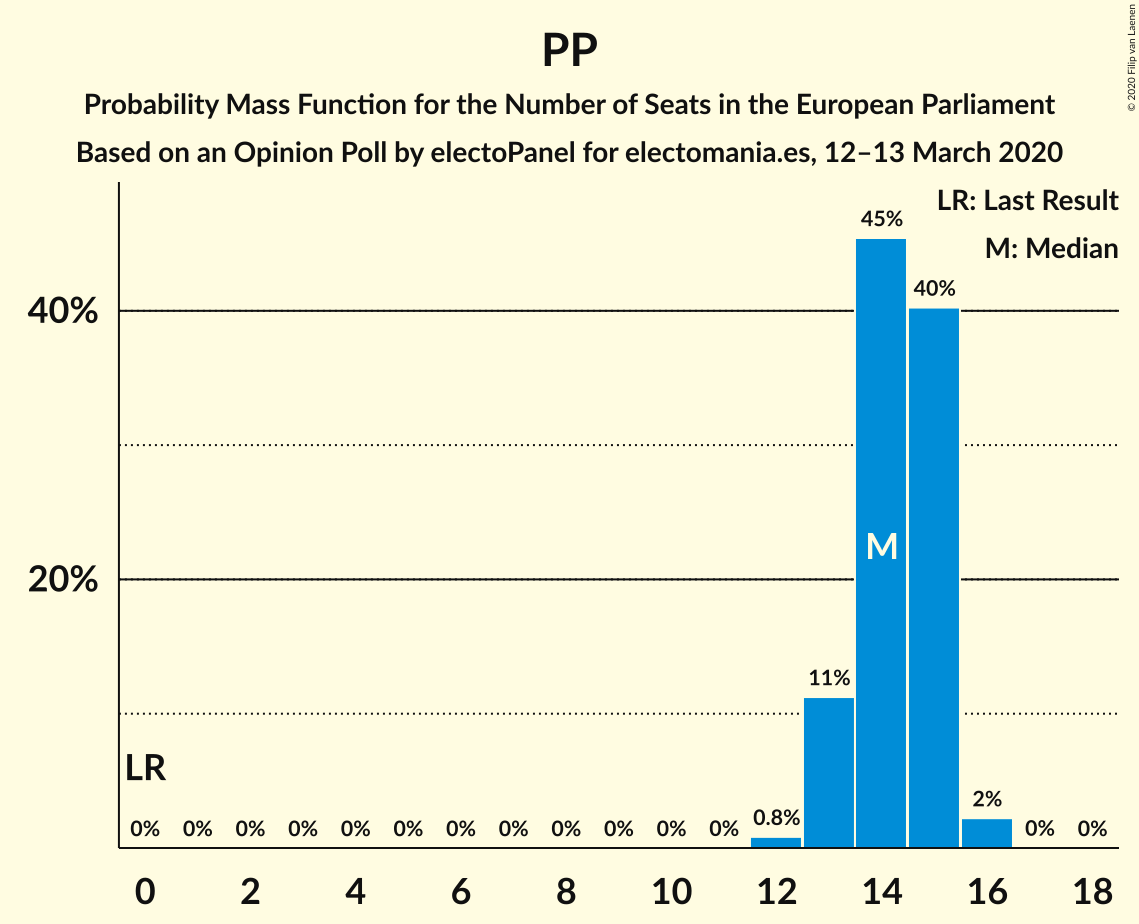 PP
Probability Mass Function for the Number of Seats in the European Parliament
Based on an Opinion Poll by electoPanel for electomania.es, 12–13 March 2020
© 2020 Filip van Laenen
LR: Last Result
M: Median
45%
40%
40%
M
20%
11%
LR
0% 0% 0% 0% 0% 0% 0% 0% 0% 0% 0% 0% 0.8% 2% 0% 0%
0 2 4 6 8 10 12 14 16 18